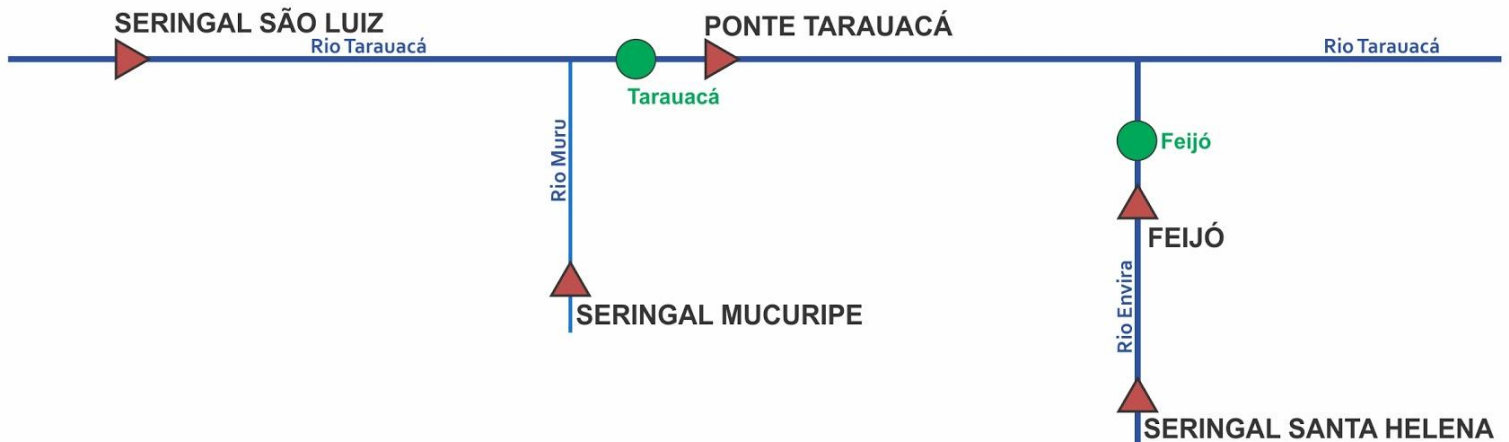 SERINGAL SÃO LUIZ
Rio Tarauacá
PONTE TARAUACÁ
Rio Tarauacá
Tarauacá
Rio Muru
Feijó
FEIJÓ
SERINGAL MUCURIPE
Rio Envira
SERINGAL SANTA HELENA